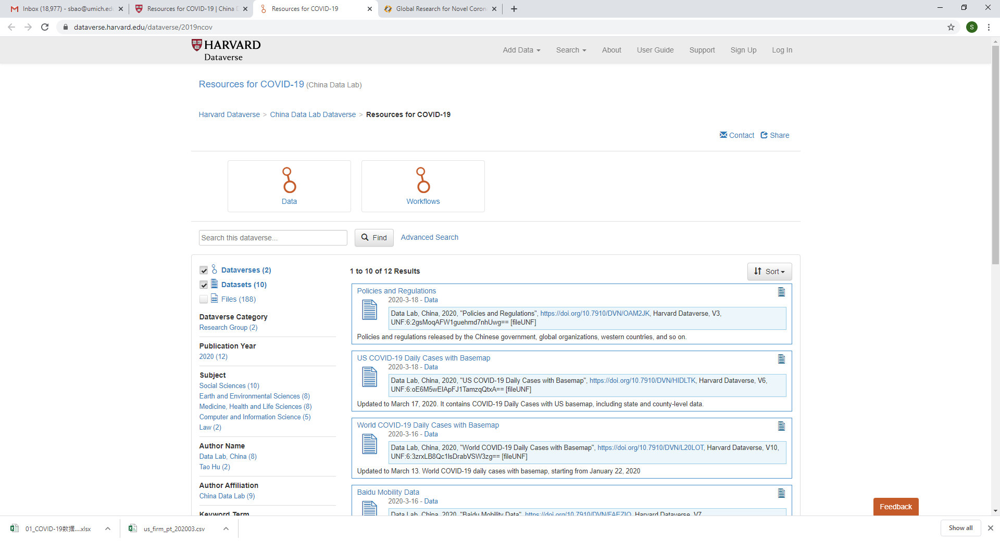 Inbox (18,977) - sbao@umich.ed
Resources for COVID-19 | China D
Resources for COVID-19
Global Research for Novel Coron
S
dataverse.harvard.edu/dataverse/2019ncov
HARVARD
Dataverse
Add Data
Search
About
User Guide
Support
Sign Up
Log In
Resources for COVID-19 (China Data Lab)
Harvard Dataverse > China Data Lab Dataverse > Resources for COVID-19
Contact
Share
Data
Workflows
Search this dataverse...
Find
Advanced Search
Dataverses (2)
Datasets (10)
Files (188)
Dataverse Category
Research Group (2)
Publication Year
2020 (12)
Subject
Social Sciences (10)
Earth and Environmental Sciences (8)
Medicine, Health and Life Sciences (8)
Computer and Information Science (5)
Law (2)
Author Name
Data Lab, China (8)
Tao Hu (2)
Author Affiliation
China Data Lab (9)
Keyword Term
1 to 10 of 12 Results
Sort
Policies and Regulations
2020-3-18 - Data
Data Lab, China, 2020, "Policies and Regulations", https://doi.org/10.7910/DVN/OAM2JK, Harvard Dataverse, V3,
UNF:6:2gsMoqAFW1guehmd7nhUwg== [fileUNF]
Policies and regulations released by the Chinese government, global organizations, western countries, and so on.
US COVID-19 Daily Cases with Basemap
2020-3-18 - Data
Data Lab, China, 2020, "US COVID-19 Daily Cases with Basemap", https://doi.org/10.7910/DVN/HIDLTK, Harvard Dataverse, V6,
UNF:6:oE6M5wEIApFJ1TamzqQtxA== [fileUNF]
Updated to March 17, 2020. It contains COVID-19 Daily Cases with US basemap, including state and county-level data.
World COVID-19 Daily Cases with Basemap
2020-3-16 - Data
Data Lab, China, 2020, "World COVID-19 Daily Cases with Basemap", https://doi.org/10.7910/DVN/L20LOT, Harvard Dataverse, V10,
UNF:6:3zrxLB8Qc1lsDrabVSW3zg== [fileUNF]
Updated to March 13. World COVID-19 daily cases with basemap, starting from January 22, 2020
Baidu Mobility Data
2020-3-16 - Data
Data Lab, China, 2020, "Baidu Mobility Data", https://doi.org/10.7910/DVN/FAEZIO, Harvard Dataverse, V7,
Feedback
01_COVID-19数据....xlsx
us_firm_pt_202003.csv
Show all